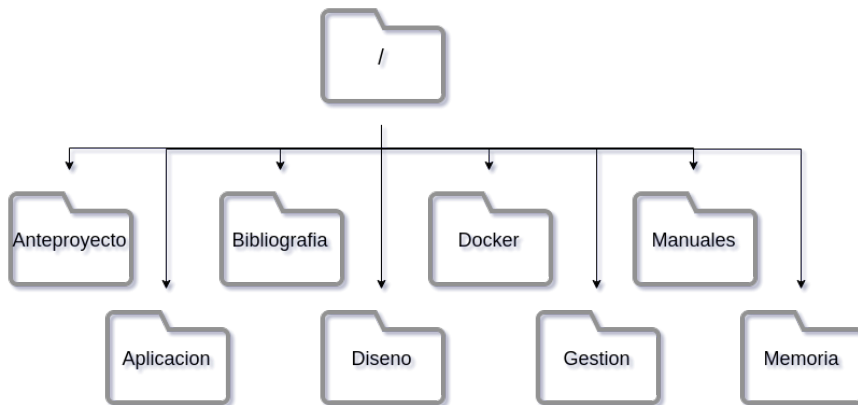 /
Anteproyecto
Bibliografia
Docker
Manuales
Aplicacion
Diseno
Gestion
Memoria